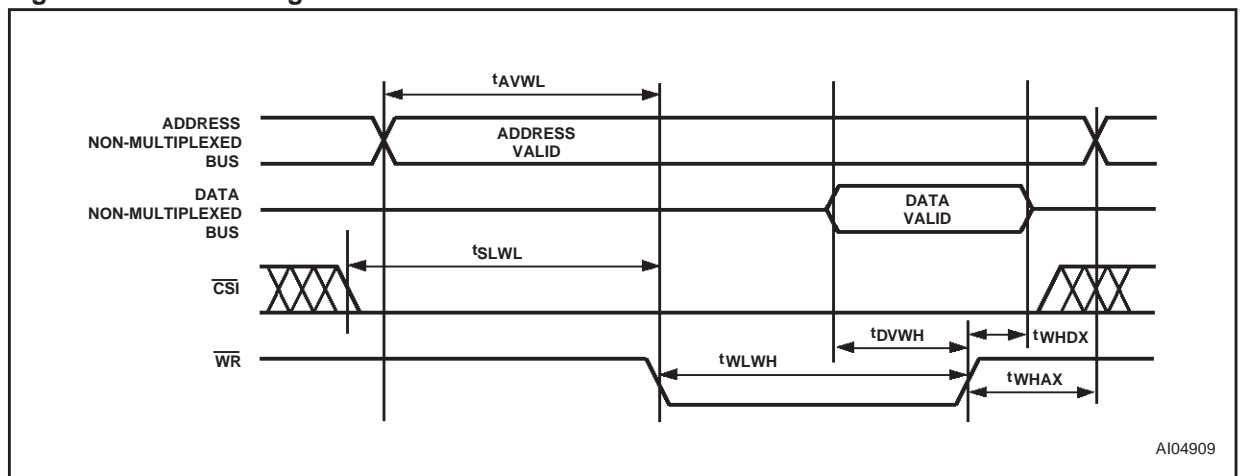 tAVWL
ADDRESS
NON-MULTIPLEXED
BUS
ADDRESS
VALID
DATA
NON-MULTIPLEXED
BUS
DATA
VALID
tSLWL
CSI
tDVWH
tWHDX
WR
tWLWH
tWHAX
AI04909